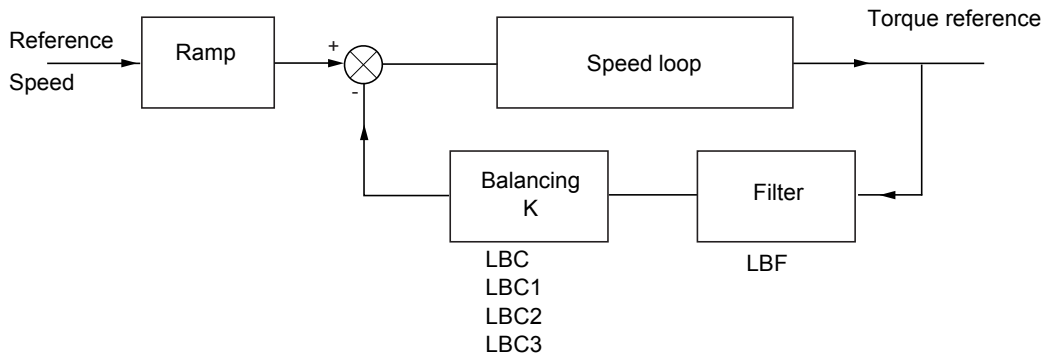 Torque reference
Reference
Speed
Ramp
+
-
Speed loop
Balancing
K
Filter
LBC
LBC1
LBC2
LBC3
LBF